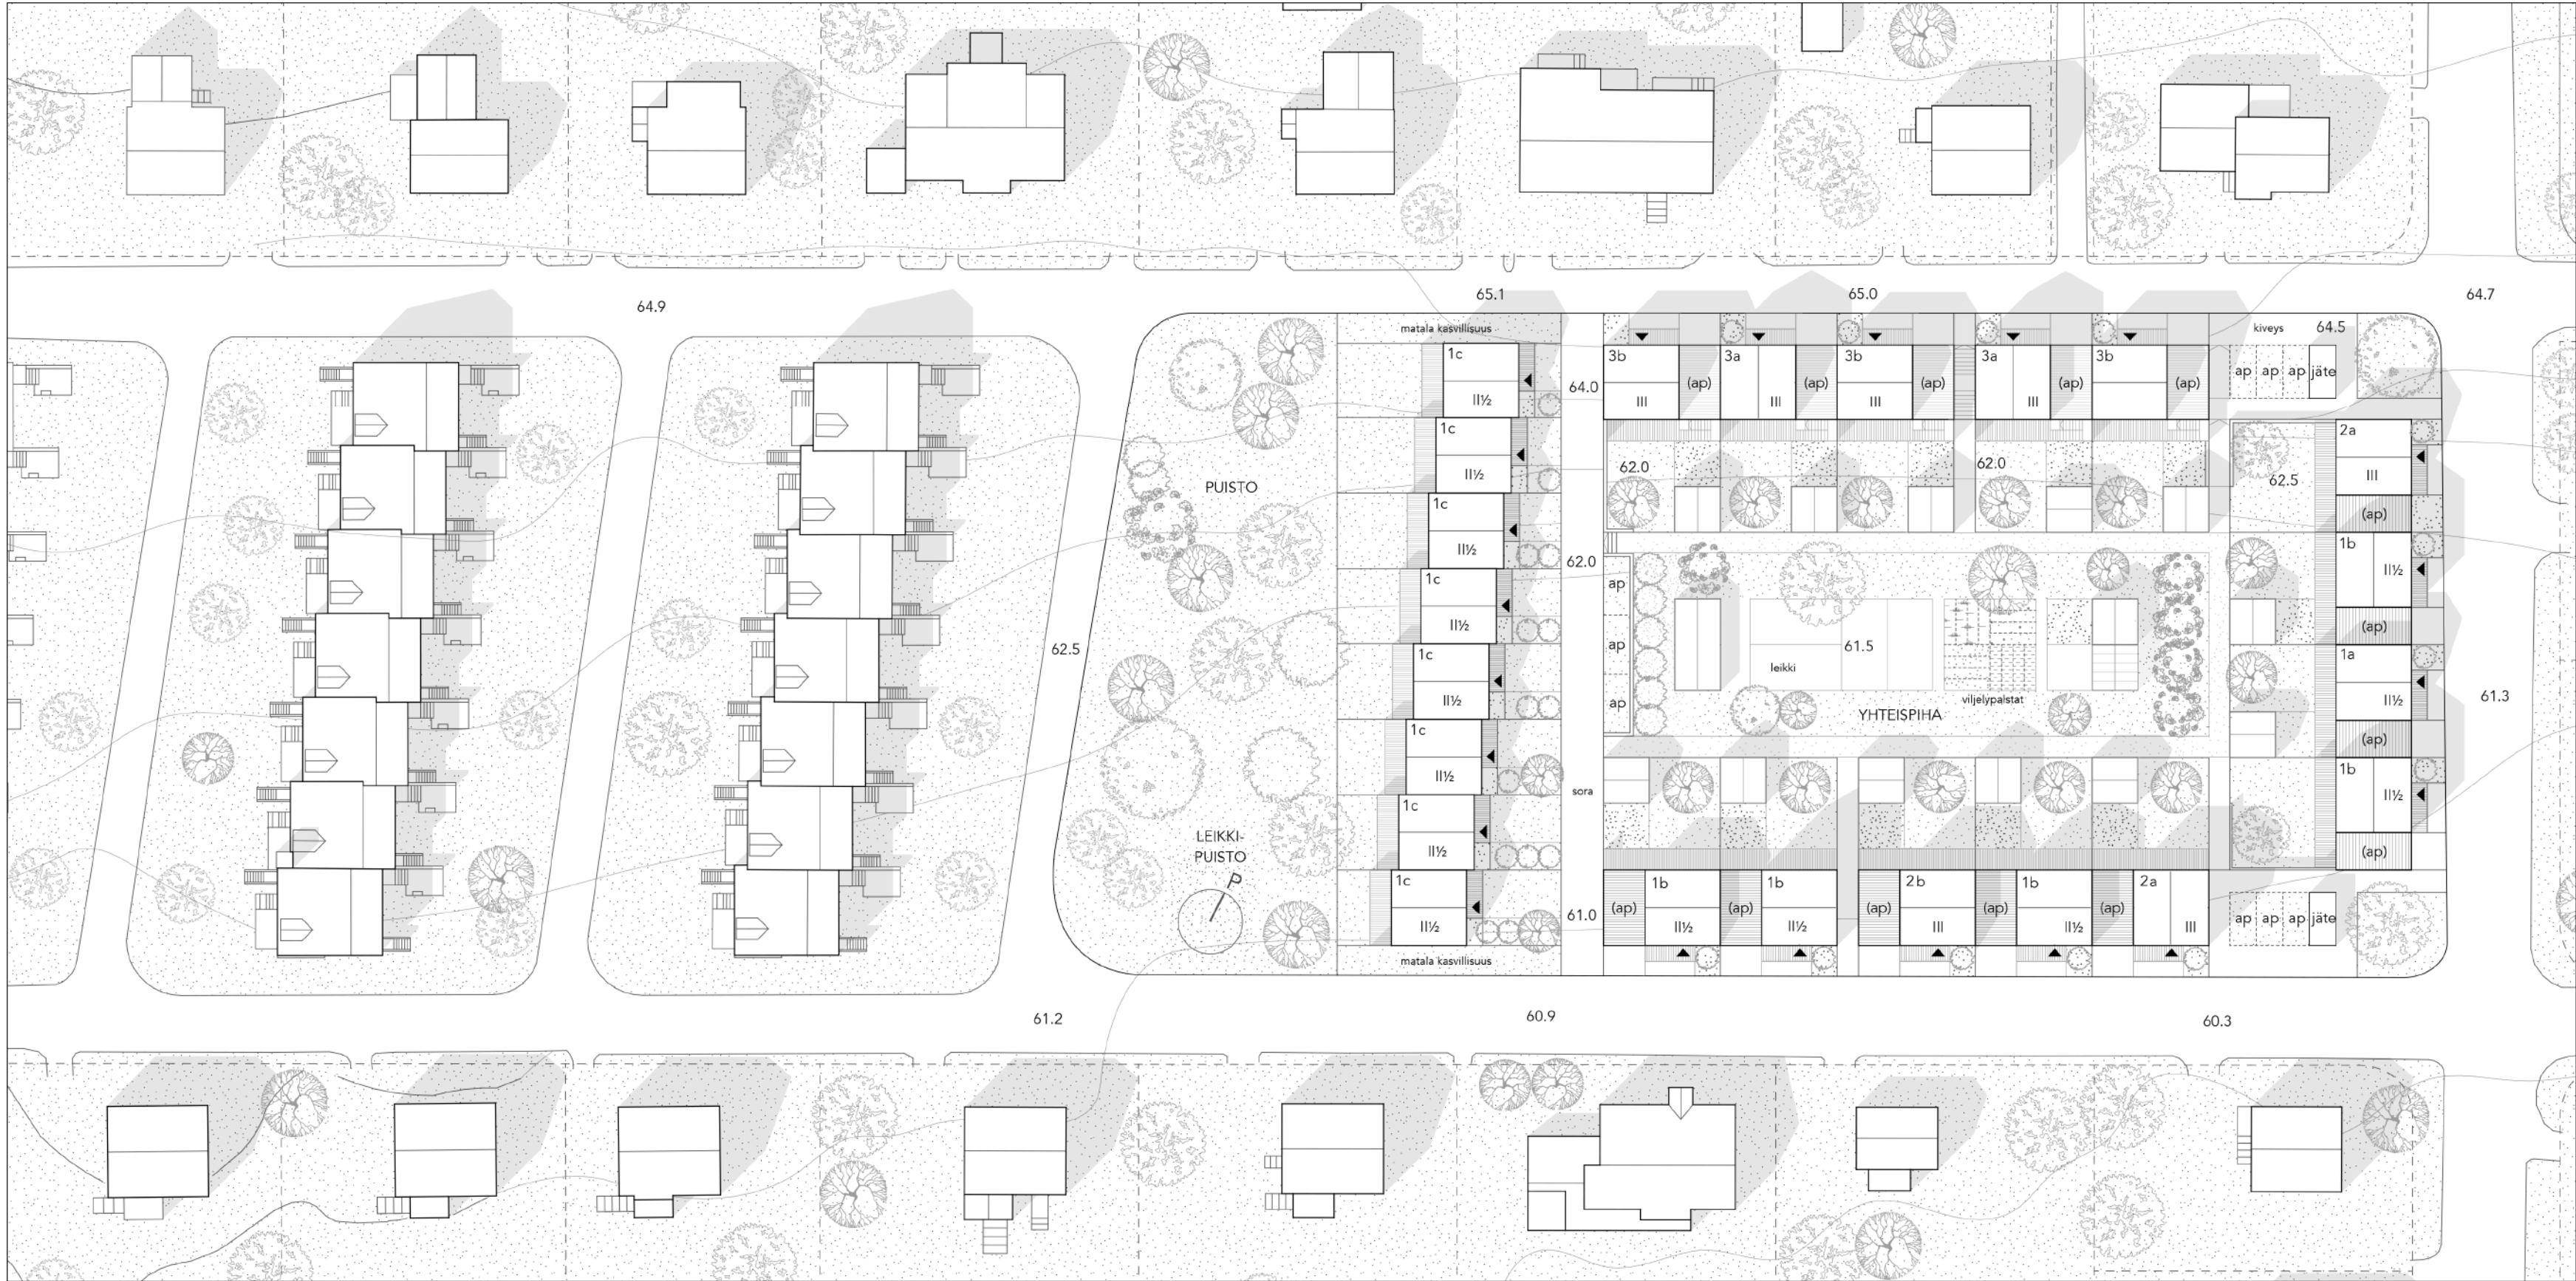 64.9
65.1
65.0
64.7
matala kasvillisuus
kiveys
64.5
1c
II½
64.0
3b
III
(ap)
3a
III
(ap)
3b
III
(ap)
3a
III
(ap)
3b
(ap)
ap
ap
ap
jäte
1c
II½
2a
III
62.0
62.0
62.5
PUISTO
1c
II½
(ap)
62.0
1b
II½
1c
II½
ap
ap
ap
(ap)
62.5
61.5
leikki
viljelypalstat
YHTEISPIHA
1c
II½
1a
II½
61.3
1c
II½
(ap)
sora
1b
II½
1c
II½
LEIKKI-
PUISTO
P
(ap)
1c
II½
61.0
(ap)
1b
II½
(ap)
1b
II½
(ap)
2b
III
(ap)
1b
II½
(ap)
2a
III
ap
ap
ap
jäte
matala kasvillisuus
61.2
60.9
60.3